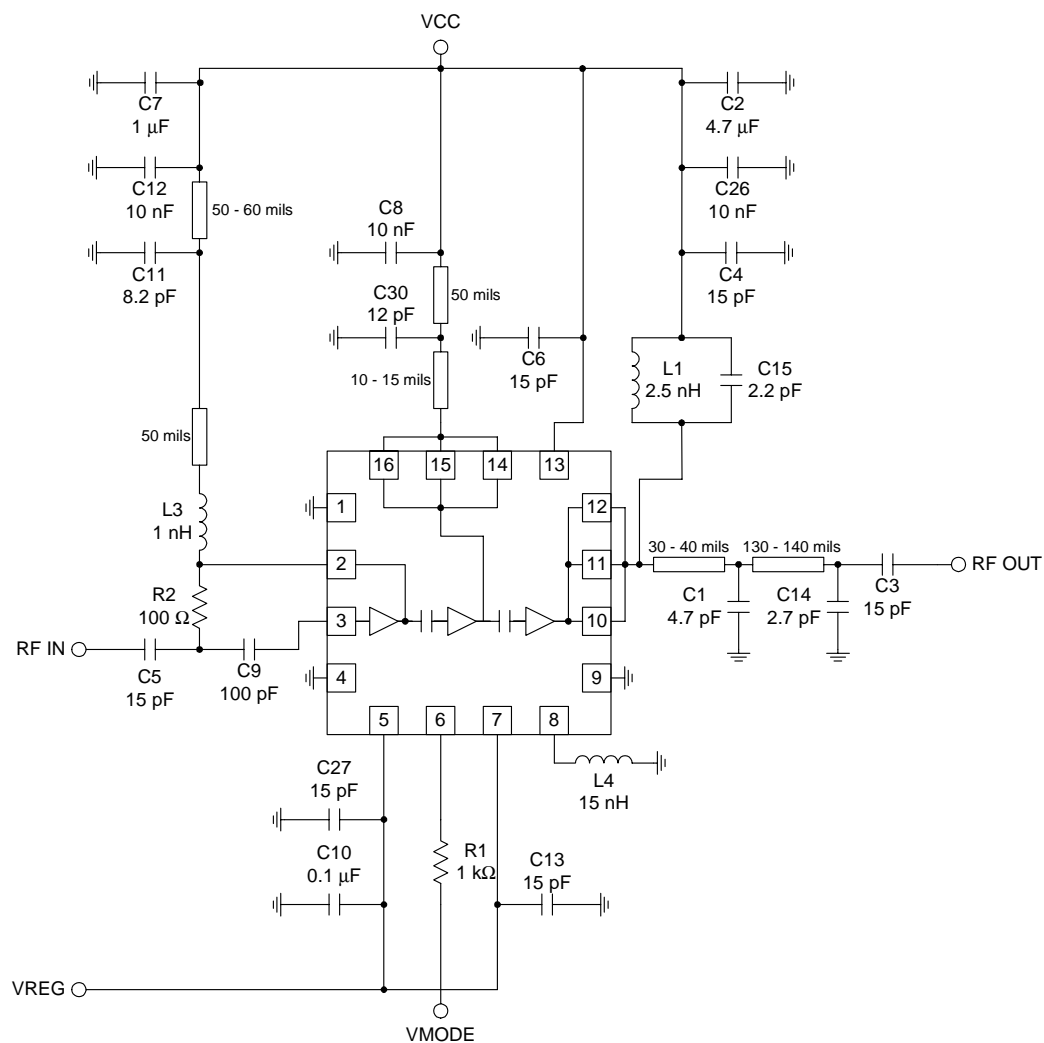 VCC
C7
1 µF
C2
4.7 µF
C12
10 nF
50 - 60 mils
C8
10 nF
C26
10 nF
C11
8.2 pF
C30
12 pF
50 mils
C4
15 pF
C6
15 pF
10 - 15 mils
L1
2.5 nH
C15
2.2 pF
50 mils
16
15
14
13
L3
1 nH
1
12
2
11
30 - 40 mils
130 - 140 mils
RF OUT
R2
100 Ω
3
10
C1
4.7 pF
C14
2.7 pF
C3
15 pF
RF IN
C5
15 pF
C9
100 pF
4
9
5
6
7
8
C27
15 pF
L4
15 nH
C10
0.1 µF
R1
1 kΩ
C13
15 pF
VREG
VMODE